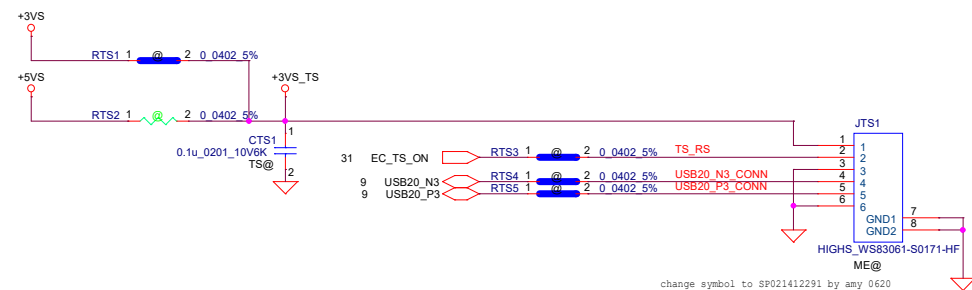 +3VS
RTS1 1 @ 2 0_0402_5%
+5VS
+3VS_TS
RTS2 1 @ 2 0_0402_5%
JTS1
1
CTS1
0.1u_0201_10V6K
TS@
2
31 EC_TS_ON
RTS3 1 @ 2 0_0402_5% TS_RS
9 USB20_N3
RTS4 1 @ 2 0_0402_5% USB20_N3_CONN
9 USB20_P3
RTS5 1 @ 2 0_0402_5% USB20_P3_CONN
1 1
2 2
3 3
4 4
5 5
6 6
GND1 7
GND2 8
HIGHS_WS83061-S0171-HF
ME@
change symbol to SP021412291 by amy 0620